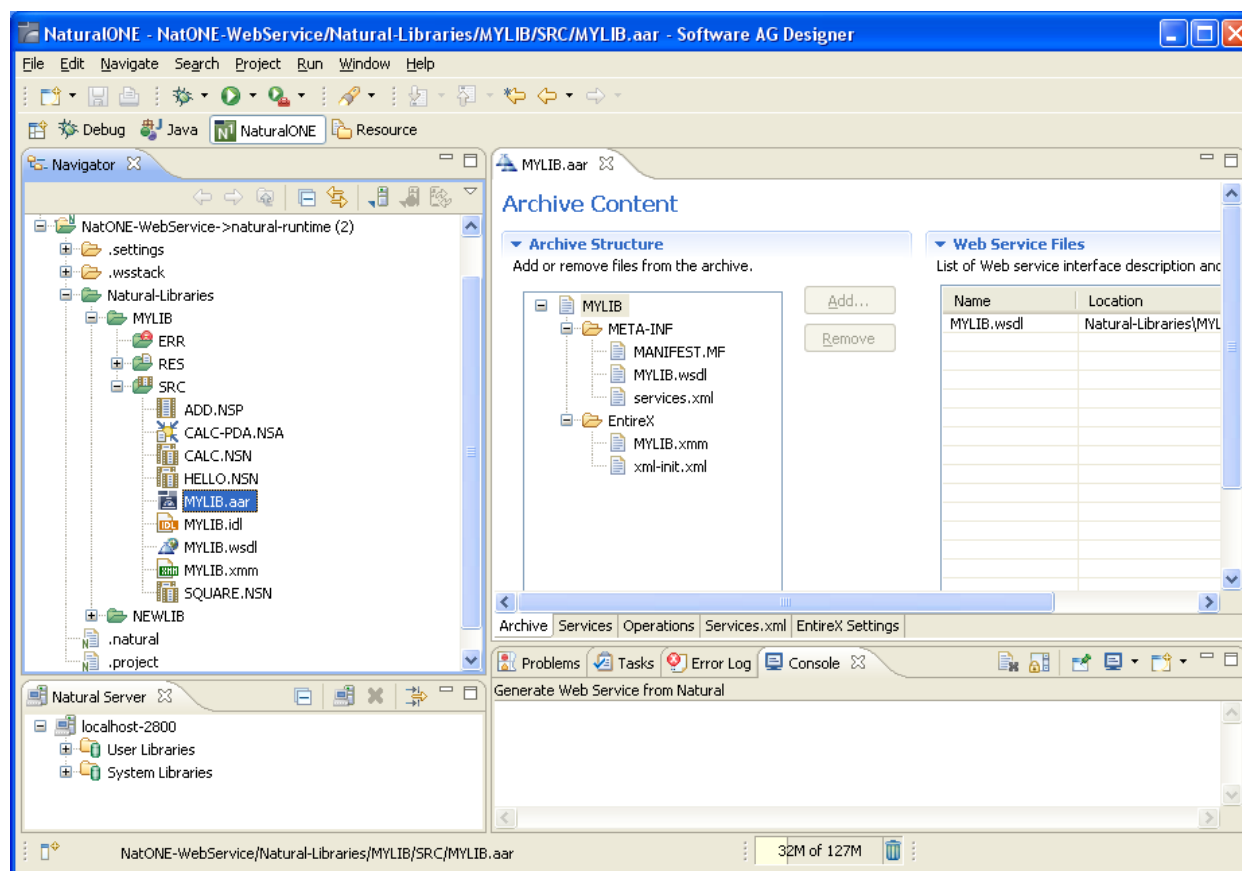 NaturalONE - NatONE-WebService/Natural-Libraries/MYLIB/SRC/MYLIB.aar - Software AG Designer
File Edit Navigate Search Project Run Window Help
Debug Java NaturalONE Resource
Navigator
NatONE-WebService->natural-runtime (2)
.settings
.wsstack
Natural-Libraries
MYLIB
ERR
RES
SRC
ADD.NSP
CALC-PDA.NSA
CALC.NSN
HELLO.NSN
MYLIB.aar
MYLIB.idl
MYLIB.wsdl
MYLIB.xmm
SQUARE.NSN
NEWLIB
.natural
.project
Natural Server
localhost-2800
User Libraries
System Libraries
MYLIB.aar
Archive Content
Archive Structure
Add or remove files from the archive.
MYLIB
META-INF
MANIFEST.MF
MYLIB.wsdl
services.xml
EntireX
MYLIB.xmm
xml-init.xml
Add...
Remove
Web Service Files
List of Web service interface description and
Name Location
MYLIB.wsdl Natural-Libraries\MYL
Archive Services Operations Services.xml EntireX Settings
Problems Tasks Error Log Console
Generate Web Service from Natural
NatONE-WebService/Natural-Libraries/MYLIB/SRC/MYLIB.aar
32M of 127M